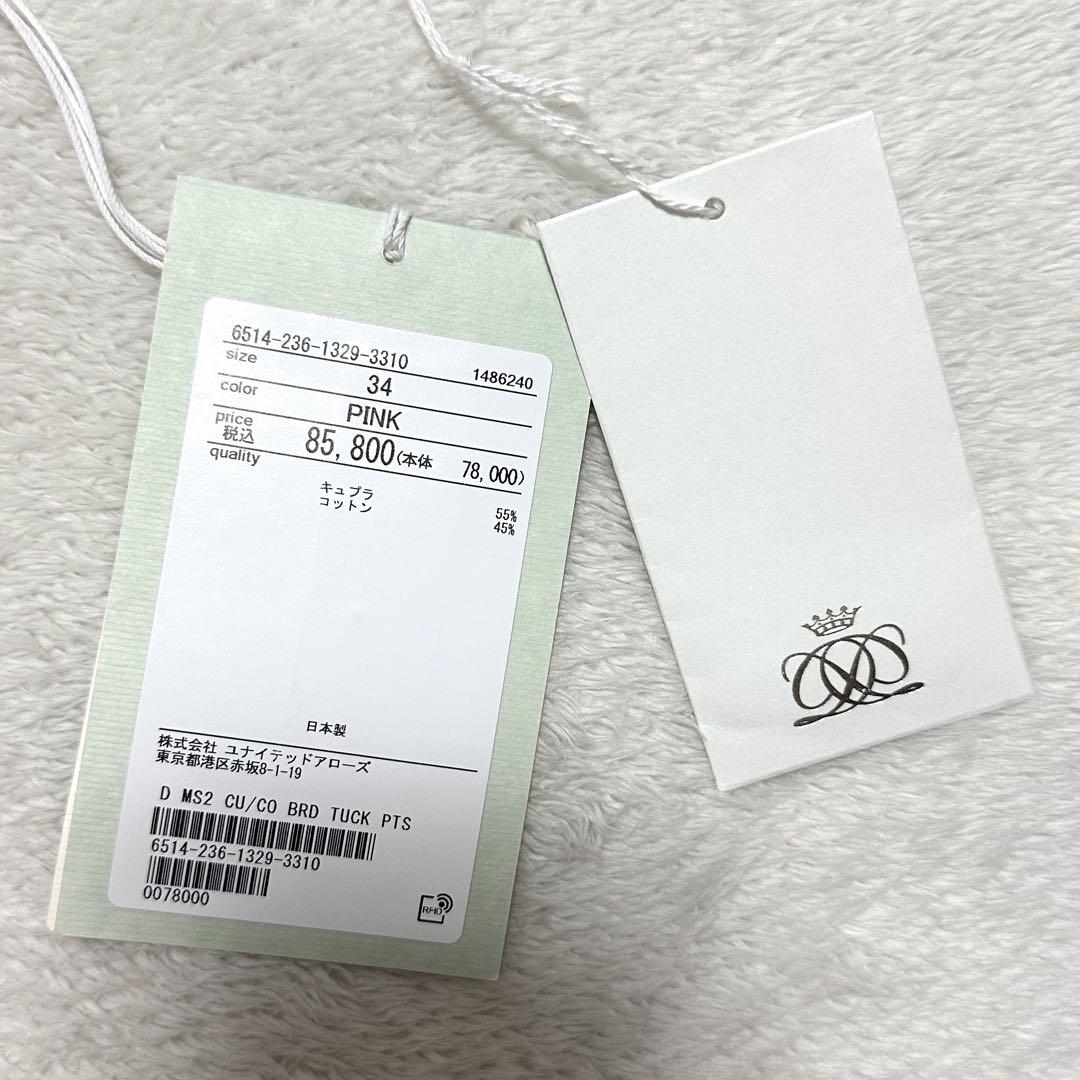 6514-236-1329-3310
size 1486240
34
color
PINK
price
税込 85,800(本体 78,000)
quality
キュプラ 55%
コットン 45%
日本製
株式会社 ユナイテッドアローズ
東京都港区赤坂8-1-19
D MS2 CU/CO BRD TUCK PTS
6514-236-1329-3310
0078000
RFID